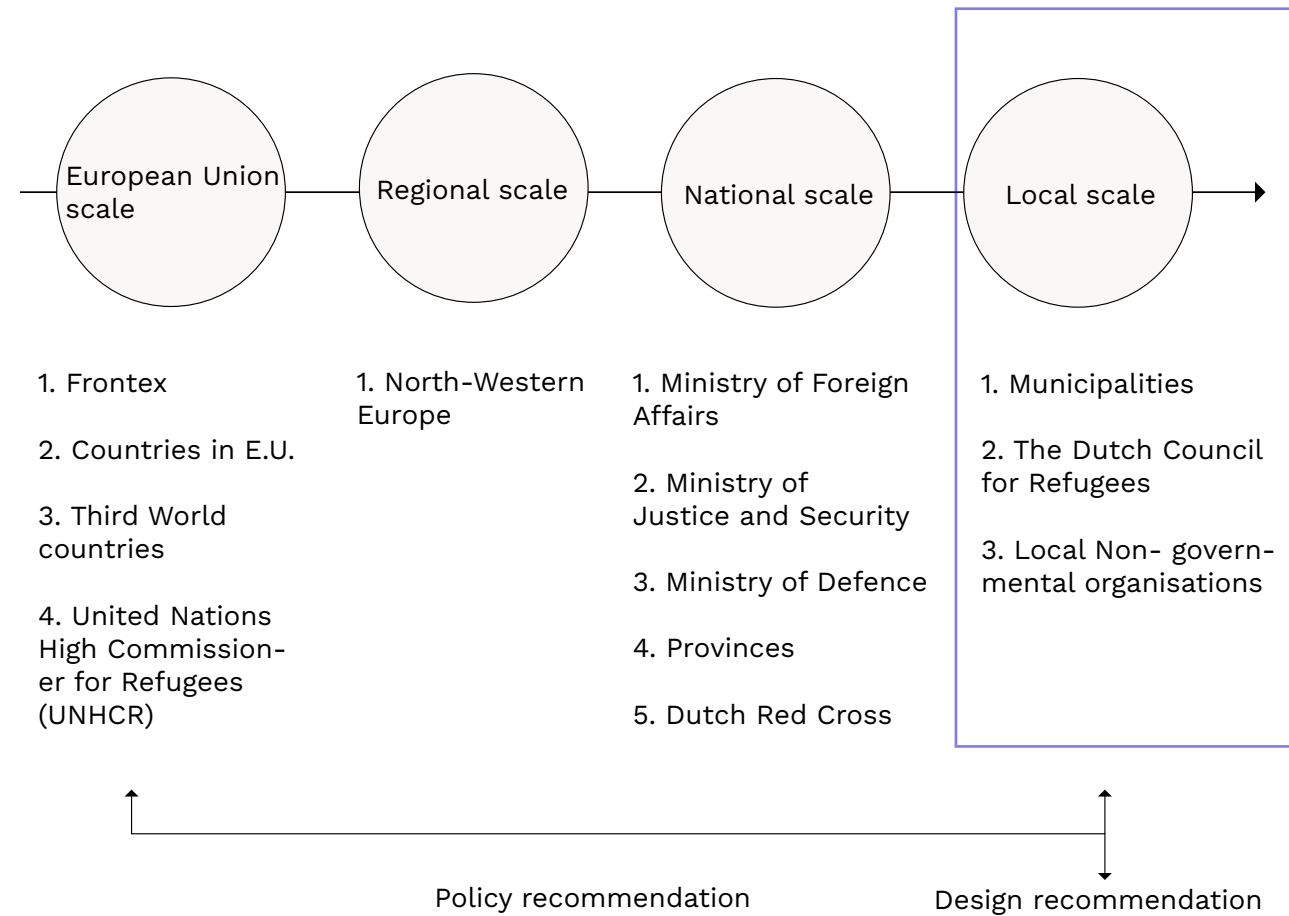 European Union
scale
Regional scale
National scale
Local scale
1. Frontex
2. Countries in E.U.
3. Third World
countries
4. United Nations
High Commission-
er for Refugees
(UNHCR)
1. North-Western
Europe
1. Ministry of Foreign
Affairs
2. Ministry of
Justice and Security
3. Ministry of Defence
4. Provinces
5. Dutch Red Cross
1. Municipalities
2. The Dutch Council
for Refugees
3. Local Non- govern-
mental organisations
Policy recommendation
Design recommendation